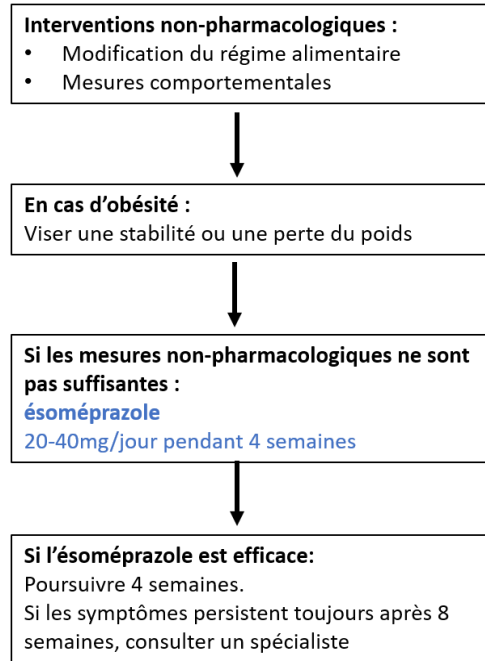 Interventions non-pharmacologiques :
• Modification du régime alimentaire
• Mesures comportementales
En cas d'obésité :
Viser une stabilité ou une perte du poids
Si les mesures non-pharmacologiques ne sont
pas suffisantes :
ésoméprazole
20-40mg/jour pendant 4 semaines
Si l'ésoméprazole est efficace:
Poursuivre 4 semaines.
Si les symptômes persistent toujours après 8
semaines, consulter un spécialiste